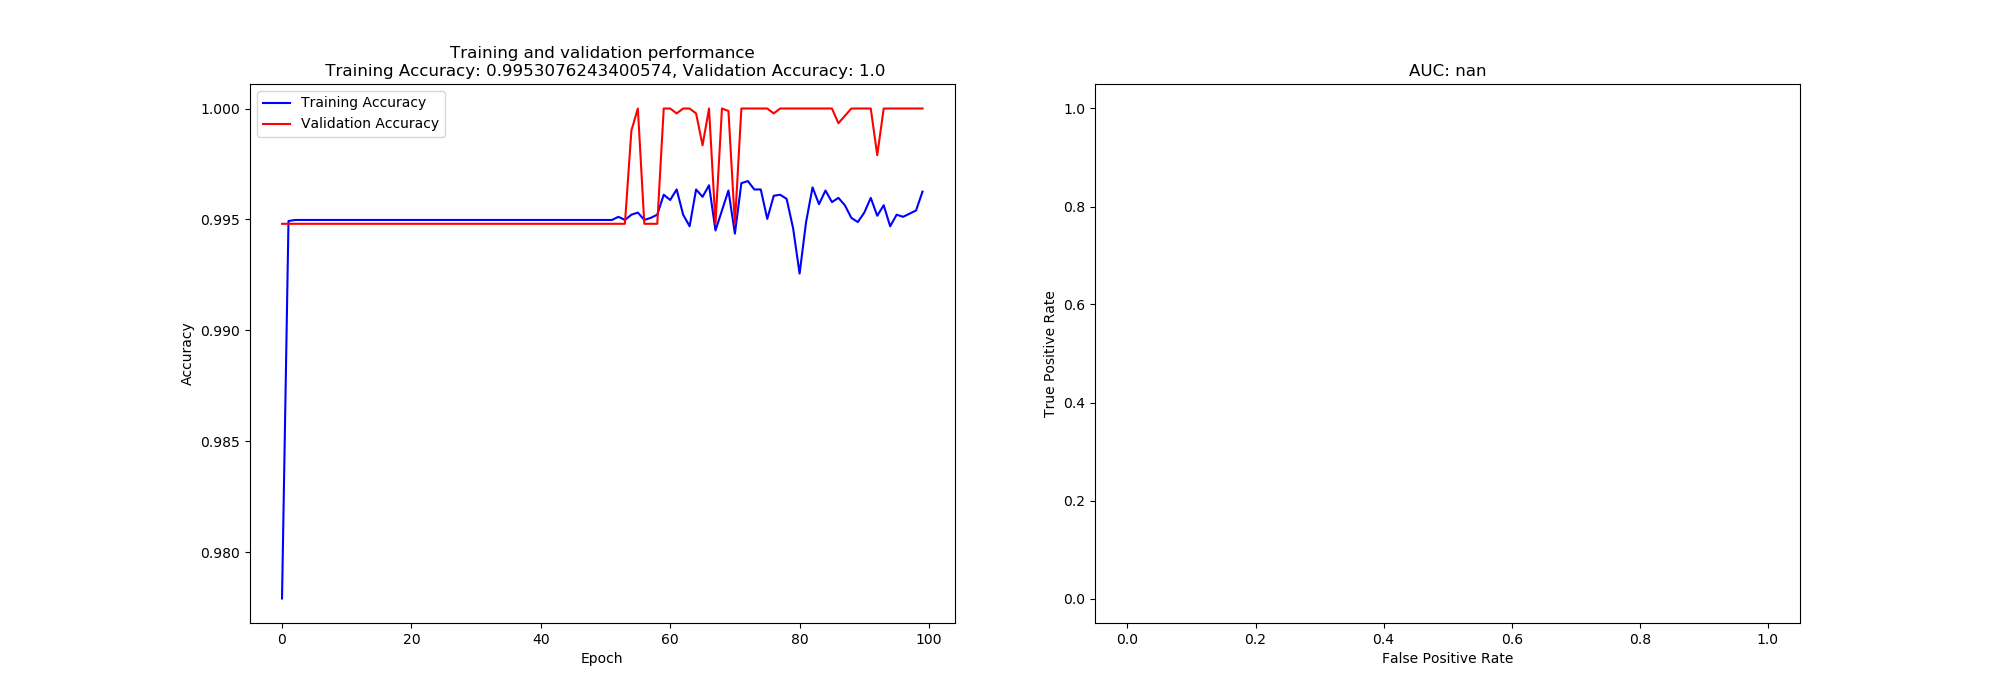 Training and validation performance
Training Accuracy: 0.9953076243400574, Validation Accuracy: 1.0
Training Accuracy
Validation Accuracy
1.000
0.995
0.990
0.985
0.980
Accuracy
0
20
40
60
80
100
Epoch
AUC: nan
1.0
0.8
0.6
0.4
0.2
0.0
True Positive Rate
0.0
0.2
0.4
0.6
0.8
1.0
False Positive Rate